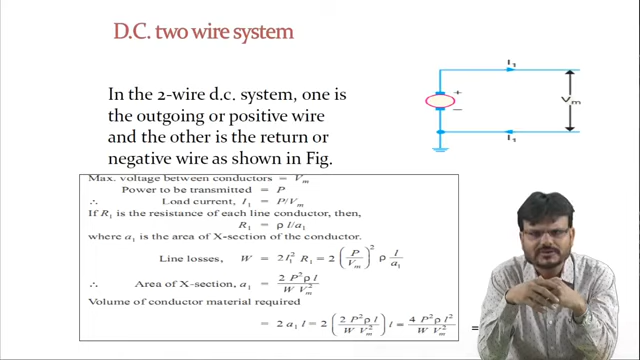 D.C. two wire system
In the 2-wire d.c. system, one is
the outgoing or positive wire
and the other is the return or
negative wire as shown in Fig.
I₁
+
−
Vm
I₁
Max. voltage between conductors = Vm
Power to be transmitted = P
∴ Load current, I₁ = P/Vm
If R₁ is the resistance of each line conductor, then,
R₁ = ρ l/a₁
where a₁ is the area of X-section of the conductor.
Line losses, W = 2I₁² R₁ = 2 (P/Vm)² ρ l/a₁
∴ Area of X-section, a₁ = 2 P² ρ l / W Vm²
Volume of conductor material required
= 2 a₁ l = 2 (2 P² ρ l / W Vm²) l = 4 P² ρ l² / W Vm² =